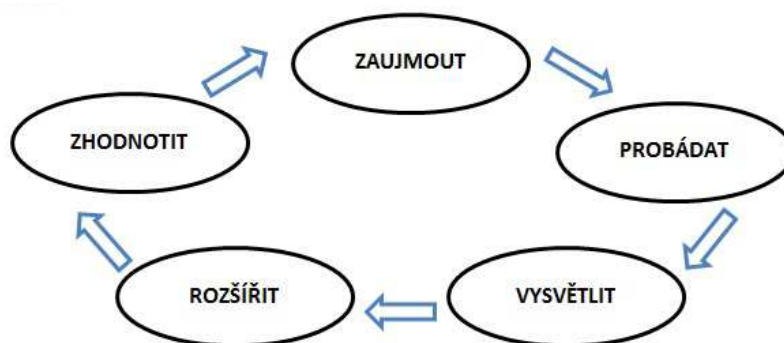 ZAUJMOUT
PROBÁDAT
VYSVĚTLIT
ROZŠÍŘIT
ZHODNOTIT